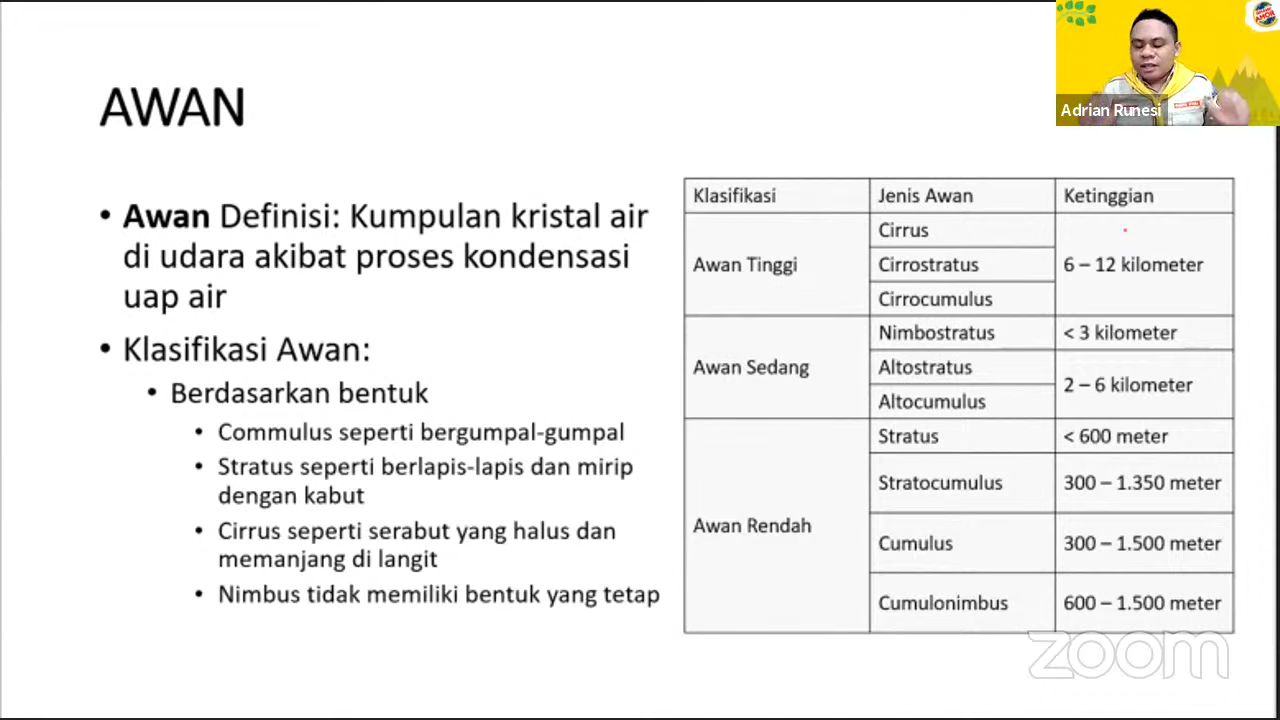 AWAN
Adrian Runesi
• Awan Definisi: Kumpulan kristal air
di udara akibat proses kondensasi
uap air
• Klasifikasi Awan:
• Berdasarkan bentuk
• Commulus seperti bergumpal-gumpal
• Stratus seperti berlapis-lapis dan mirip
dengan kabut
• Cirrus seperti serabut yang halus dan
memanjang di langit
• Nimbus tidak memiliki bentuk yang tetap
Klasifikasi Jenis Awan Ketinggian
Awan Tinggi Cirrus 6 – 12 kilometer
Cirrostratus
Cirrocumulus
Awan Sedang Nimbostratus < 3 kilometer
Altostratus 2 – 6 kilometer
Altocumulus
Awan Rendah Stratus < 600 meter
Stratocumulus 300 – 1.350 meter
Cumulus 300 – 1.500 meter
Cumulonimbus 600 – 1.500 meter
zoom